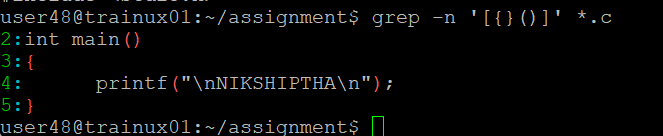 user48@trainux01:~/assignment$ grep -n '[{}()]' *.c
2:int main()
3:{
4:      printf("\nNIKSHIPTHA\n");
5:}
user48@trainux01:~/assignment$